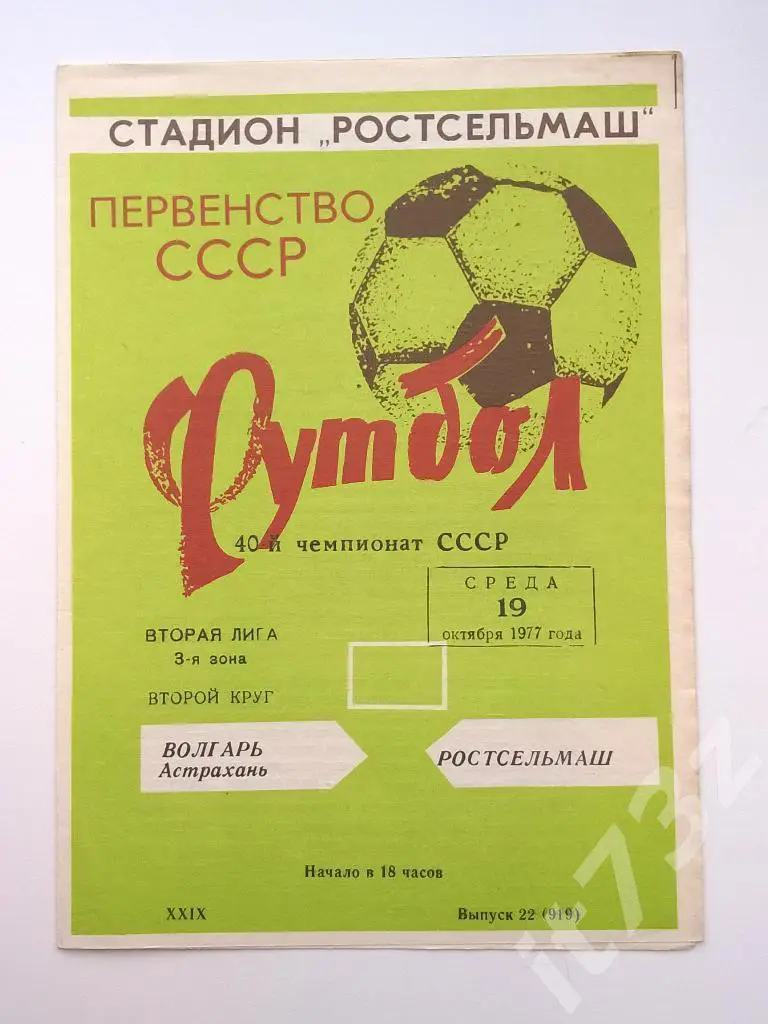 СТАДИОН „РОСТСЕЛЬМАШ“
ПЕРВЕНСТВО
СССР
Футбол
40-й чемпионат СССР
СРЕДА
19
октября 1977 года
ВТОРАЯ ЛИГА
3-я зона
ВТОРОЙ КРУГ
ВОЛГАРЬ
Астрахань
РОСТСЕЛЬМАШ
Начало в 18 часов
XXIX
Выпуск 22 (919)
it73z